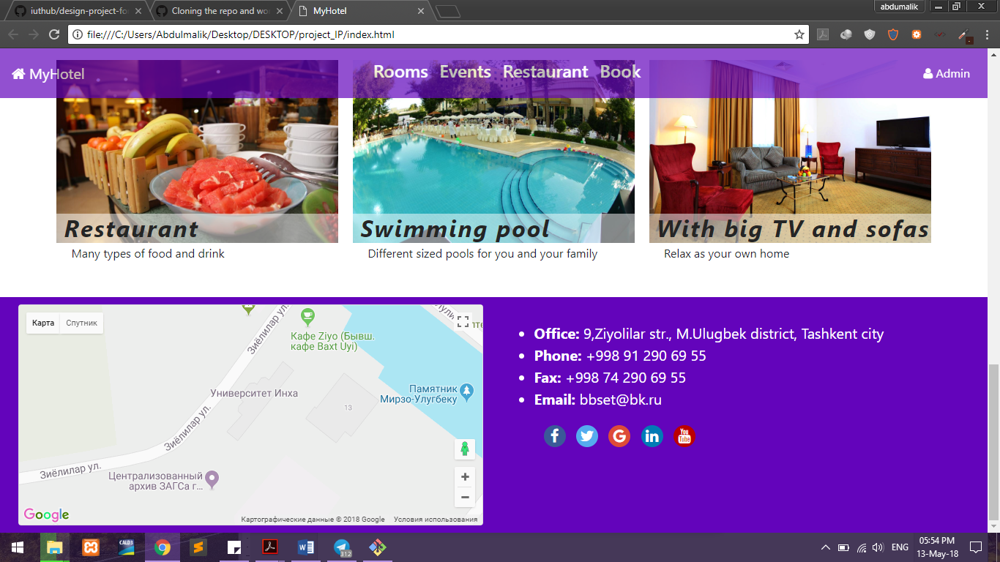 iuthub/design-project-fo
Cloning the repo and wo
MyHotel
abdumalik
file:///C:/Users/Abdulmalik/Desktop/DESKTOP/project_IP/index.html
MyHotel
Rooms Events Restaurant Book
Admin
Restaurant
Swimming pool
With big TV and sofas
Many types of food and drink
Different sized pools for you and your family
Relax as your own home
Карта
Спутник
Зиёлилар ул.
Кафе Ziyo (Бывш.
кафе Baxt Uyi)
Университет Инха
13
Памятник
Мирзо-Улугбеку
Зиёлилар ул.
Зиёлилар ул.
Централизованный
архив ЗАГСа г...
Google
Картографические данные © 2018 Google
Условия использования
Office: 9,Ziyolilar str., M.Ulugbek district, Tashkent city
Phone: +998 91 290 69 55
Fax: +998 74 290 69 55
Email: bbset@bk.ru
You
Tube
CALD3
312
ENG
05:54 PM
13-May-18